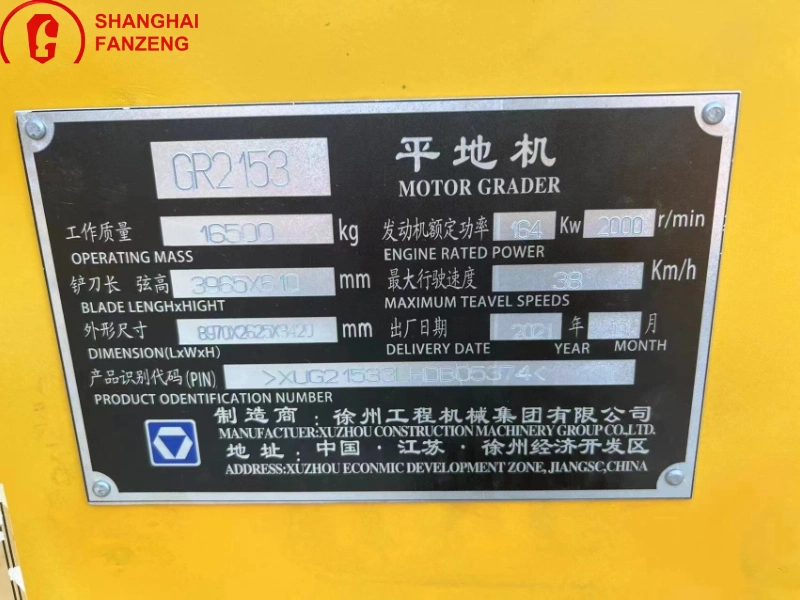 SHANGHAI
FANZENG
GR2153
平地机
MOTOR GRADER
工作质量 16500 kg
OPERATING MASS
发动机额定功率 164 Kw 2000 r/min
ENGINE RATED POWER
铲刀长 弦高 3965X610 mm
BLADE LENGHxHIGHT
最大行驶速度 38 Km/h
MAXIMUM TEAVEL SPEEDS
外形尺寸 8970X2625X3420 mm
DIMENSION(LxWxH)
出厂日期 2021 年 月
DELIVERY DATE YEAR MONTH
产品识别代码(PIN)
PRODUCT ODENTIFICATION NUMBER
制造商:徐州工程机械集团有限公司
MANUFACTUER:XUZHOU CONSTRUCTION MACHINERY GROUP CO.,LTD.
地址:中国·江苏·徐州经济开发区
ADDRESS:XUZHOU ECONMIC DEVELOPMENT ZONE, JIANGSC,CHINA